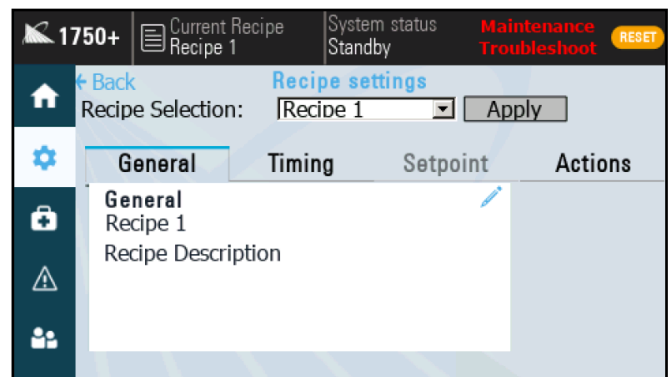 1750+
Current Recipe
Recipe 1
System status
Standby
Maintenance
Troubleshoot
RESET
Back
Recipe settings
Recipe Selection:
Recipe 1
Apply
General
Timing
Setpoint
Actions
General
Recipe 1
Recipe Description